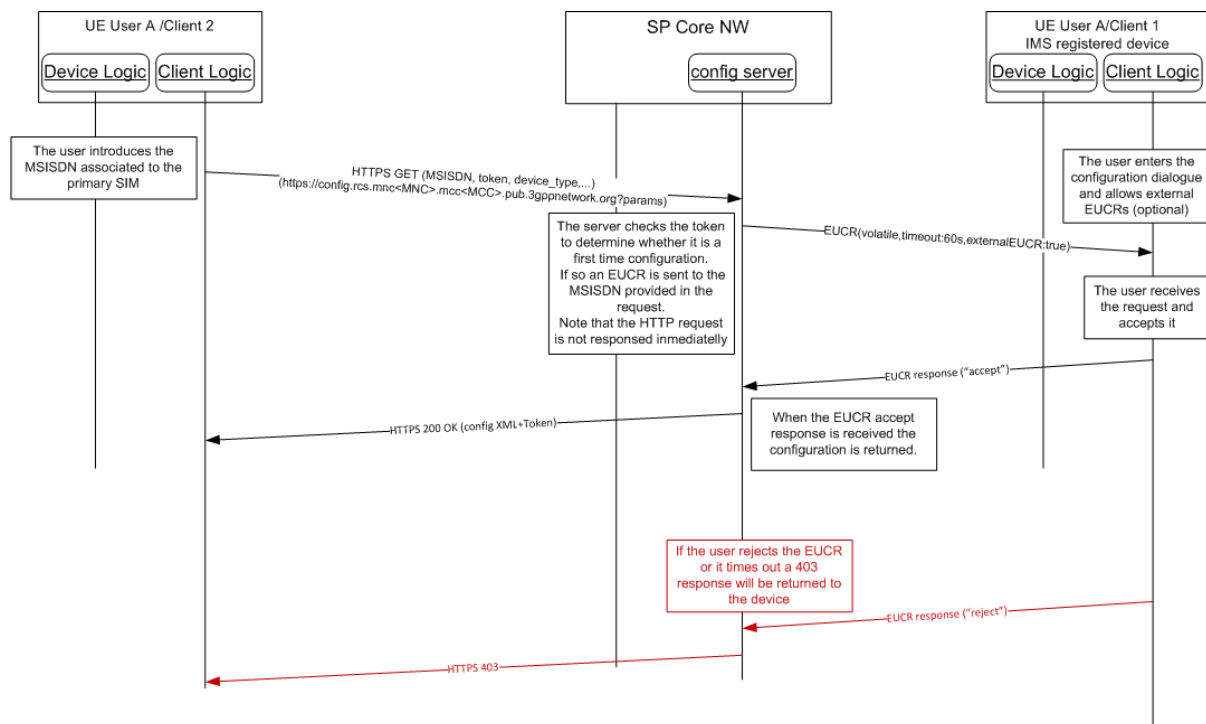 UE User A /Client 2
Device Logic
Client Logic
SP Core NW
config server
UE User A/Client 1
IMS registered device
Device Logic
Client Logic
The user introduces the
MSISDN associated to the
primary SIM
HTTPS GET (MSISDN, token, device_type,...)
(https://config.rcs.mnc<MNC>.mcc<MCC>.pub.3gppnetwork.org?params)
The user enters the
configuration dialogue
and allows external
EUCRs (optional)
The server checks the token
to determine whether it is a
first time configuration.
If so an EUCR is sent to the
MSISDN provided in the
request.
Note that the HTTP request
is not responsed inmediatelly
EUCR(volatile,timeout:60s,externalEUCR:true)
The user receives
the request and
accepts it
EUCR response (“accept”)
HTTPS 200 OK (config XML+Token)
When the EUCR accept
response is received the
configuration is returned.
If the user rejects the EUCR
or it times out a 403
response will be returned to
the device
EUCR response (“reject”)
HTTPS 403